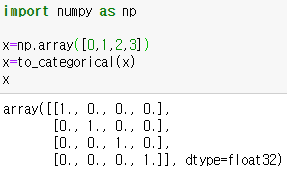 import numpy as np
x=np.array([0,1,2,3])
x=to_categorical(x)
x
array([[1., 0., 0., 0.],
       [0., 1., 0., 0.],
       [0., 0., 1., 0.],
       [0., 0., 0., 1.]], dtype=float32)